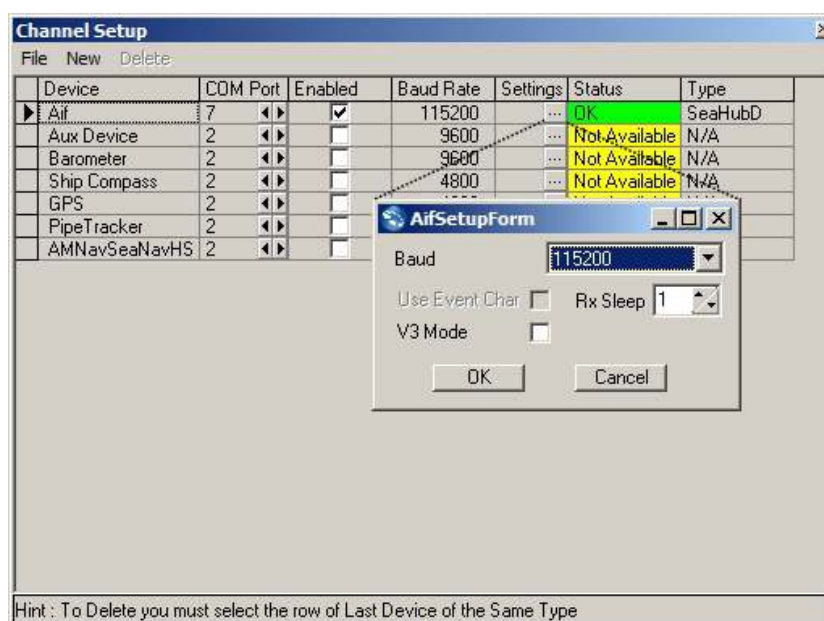 Channel Setup
File New Delete
Device COM Port Enabled Baud Rate Settings Status Type
Aif 7 115200 ... OK SeaHubD
Aux Device 2 9600 ... Not Available N/A
Barometer 2 9600 ... Not Available N/A
Ship Compass 2 4800 ... Not Available N/A
GPS 2
PipeTracker 2
AMNavSeaNavHS 2
AifSetupForm
Baud 115200
Use Event Char Rx Sleep 1
V3 Mode
OK Cancel
Hint : To Delete you must select the row of Last Device of the Same Type